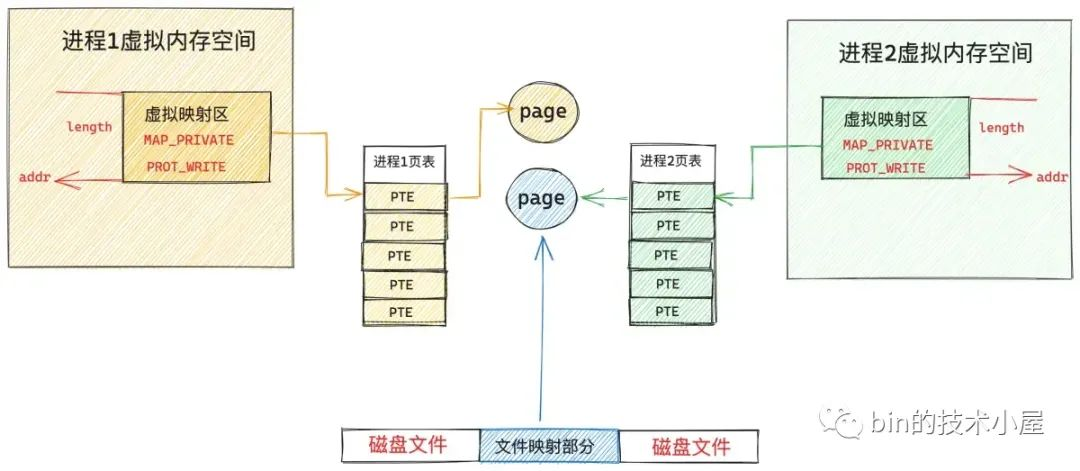 进程1虚拟内存空间
虚拟映射区
MAP_PRIVATE
PROT_WRITE
length
addr
进程1页表
PTE
PTE
PTE
PTE
PTE
page
page
进程2页表
PTE
PTE
PTE
PTE
PTE
进程2虚拟内存空间
虚拟映射区
MAP_PRIVATE
PROT_WRITE
length
addr
磁盘文件
文件映射部分
磁盘文件
bin的技术小屋